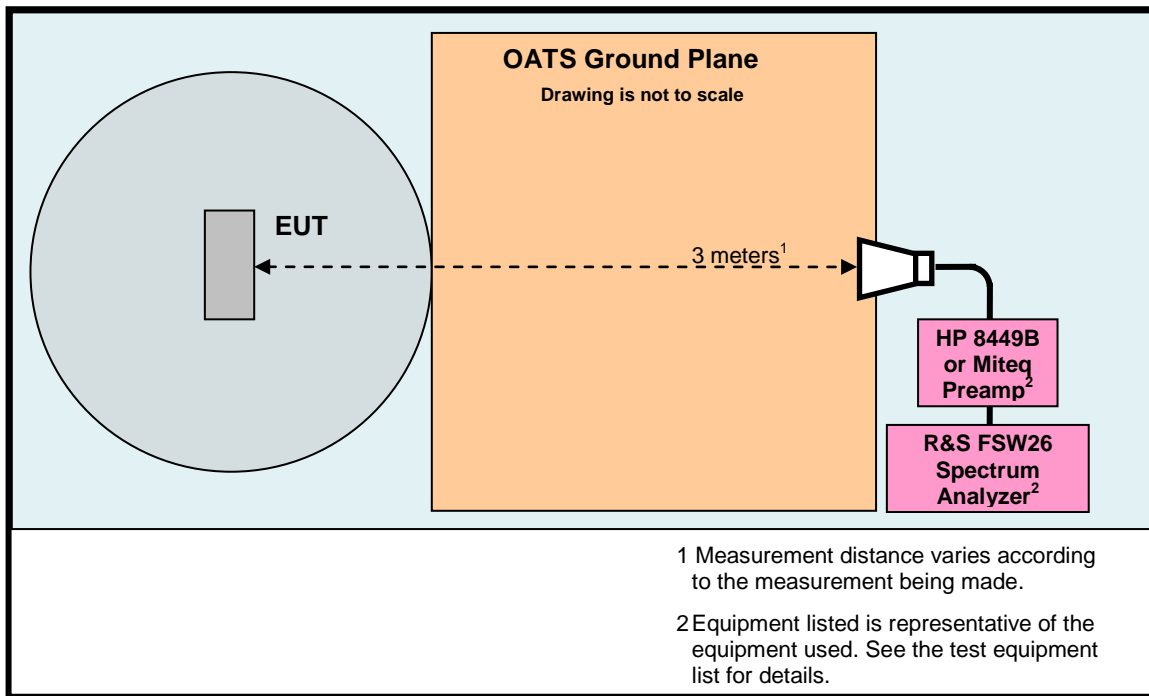 OATS Ground Plane
Drawing is not to scale
EUT
3 meters¹
HP 8449B
or Miteq
Preamp²
R&S FSW26
Spectrum
Analyzer²
1 Measurement distance varies according
to the measurement being made.
2 Equipment listed is representative of the
equipment used. See the test equipment
list for details.